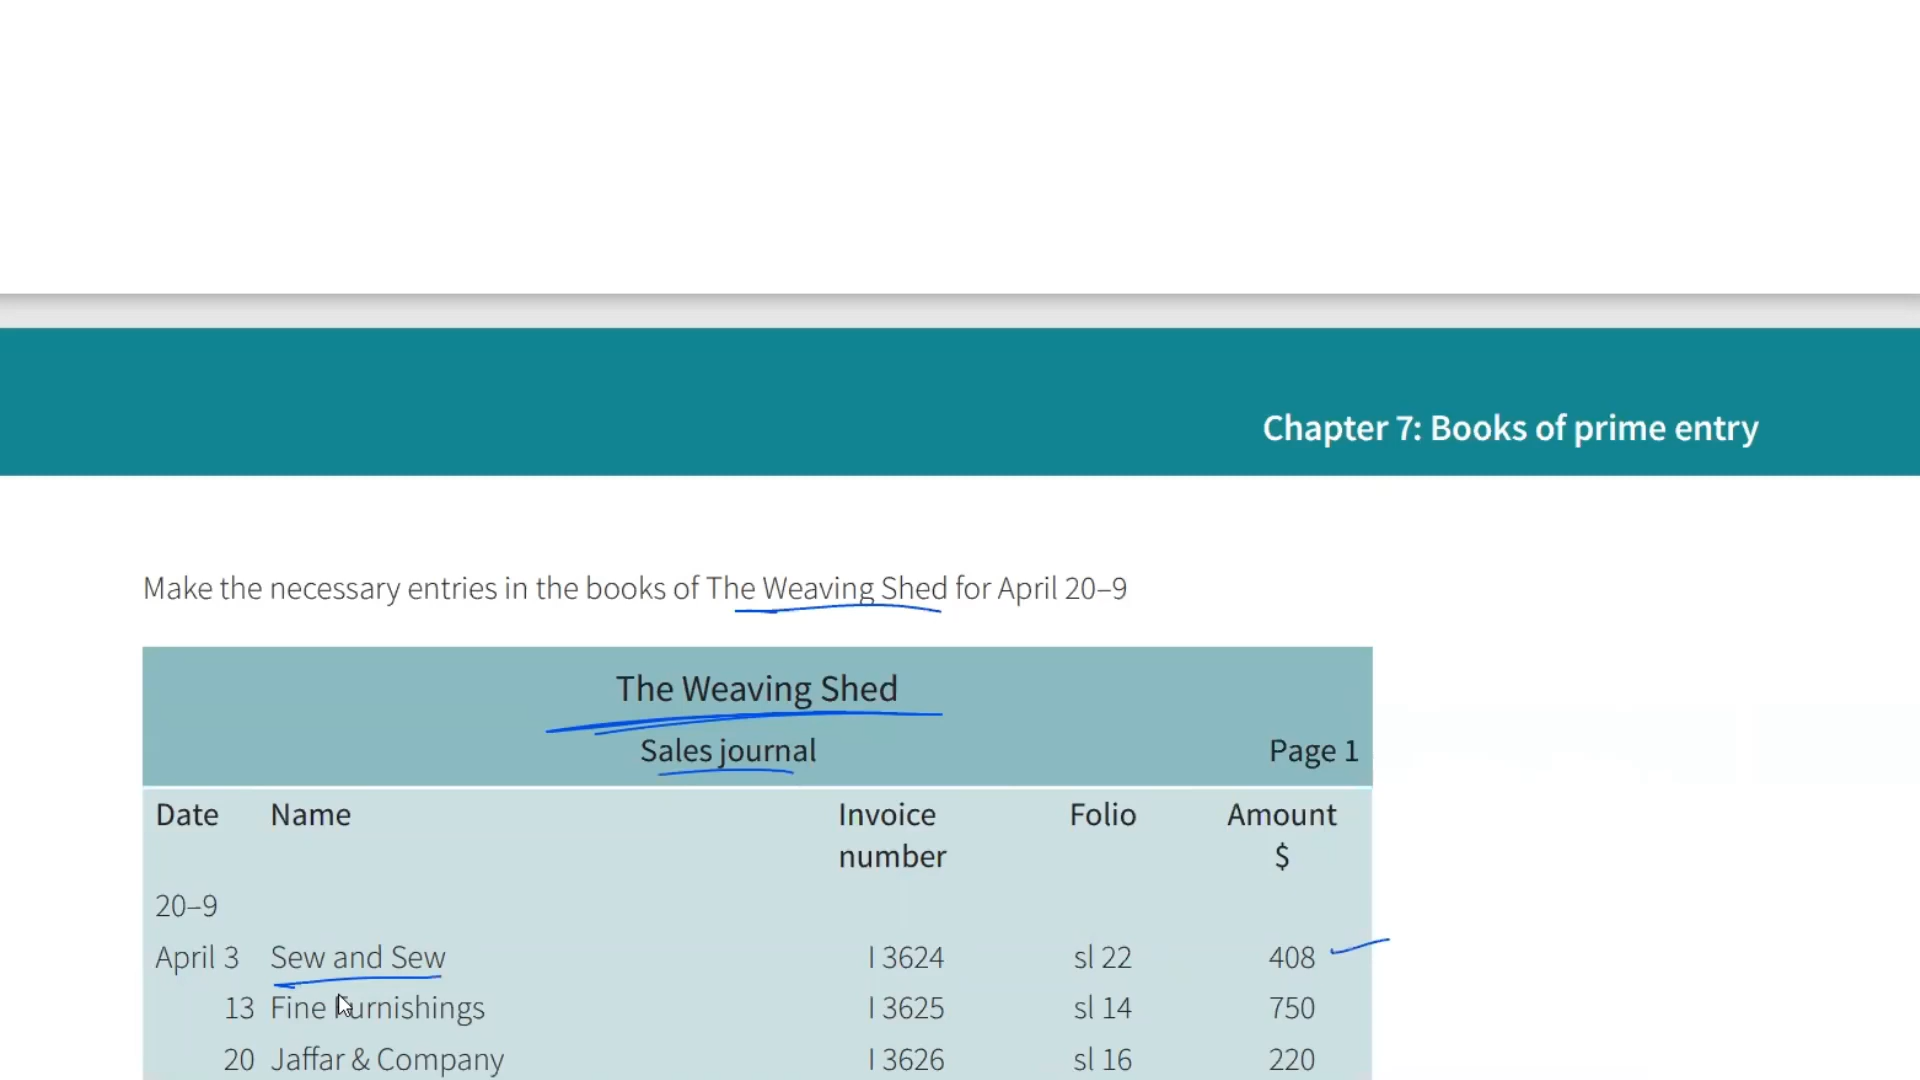 Chapter 7: Books of prime entry
Make the necessary entries in the books of The Weaving Shed for April 20–9
The Weaving Shed
Sales journal Page 1
Date Name Invoice number Folio Amount $
20–9
April 3 Sew and Sew I 3624 sl 22 408
13 Fine Furnishings I 3625 sl 14 750
20 Jaffar & Company I 3626 sl 16 220